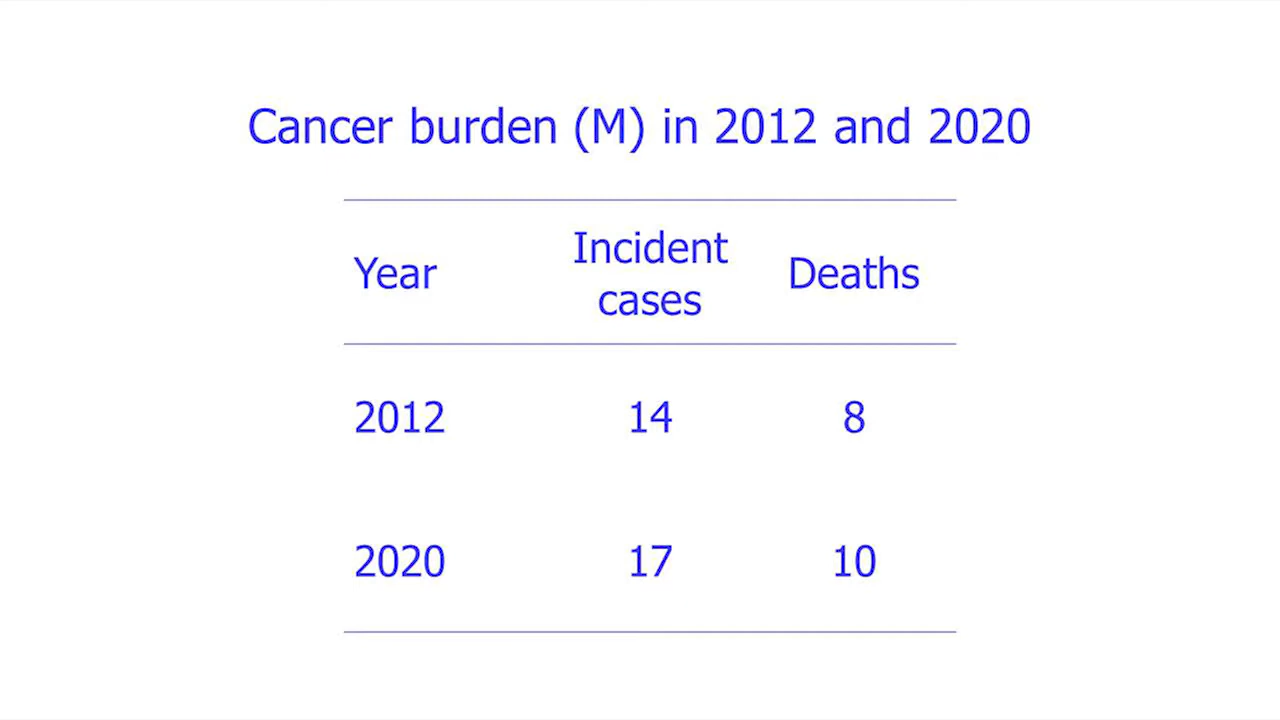 Cancer burden (M) in 2012 and 2020
Year Incident cases Deaths
2012 14 8
2020 17 10